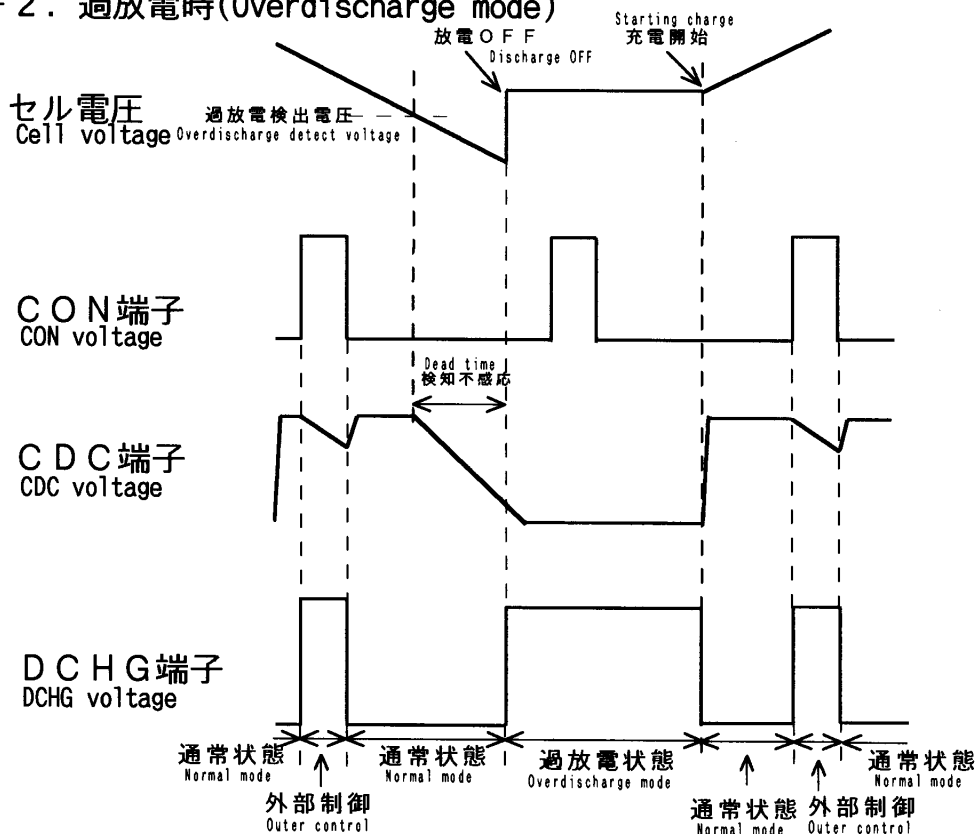 2. 過放電時(Overdischarge mode)
Starting charge
充電開始
放電OFF
Discharge OFF
セル電圧
Cell voltage
過放電検出電圧
Overdischarge detect voltage
CON端子
CON voltage
Dead time
検知不感応
CDC端子
CDC voltage
DCHG端子
DCHG voltage
通常状態
Normal mode
外部制御
Outer control
通常状態
Normal mode
過放電状態
Overdischarge mode
通常状態
Normal mode
外部制御
Outer control
通常状態
Normal mode